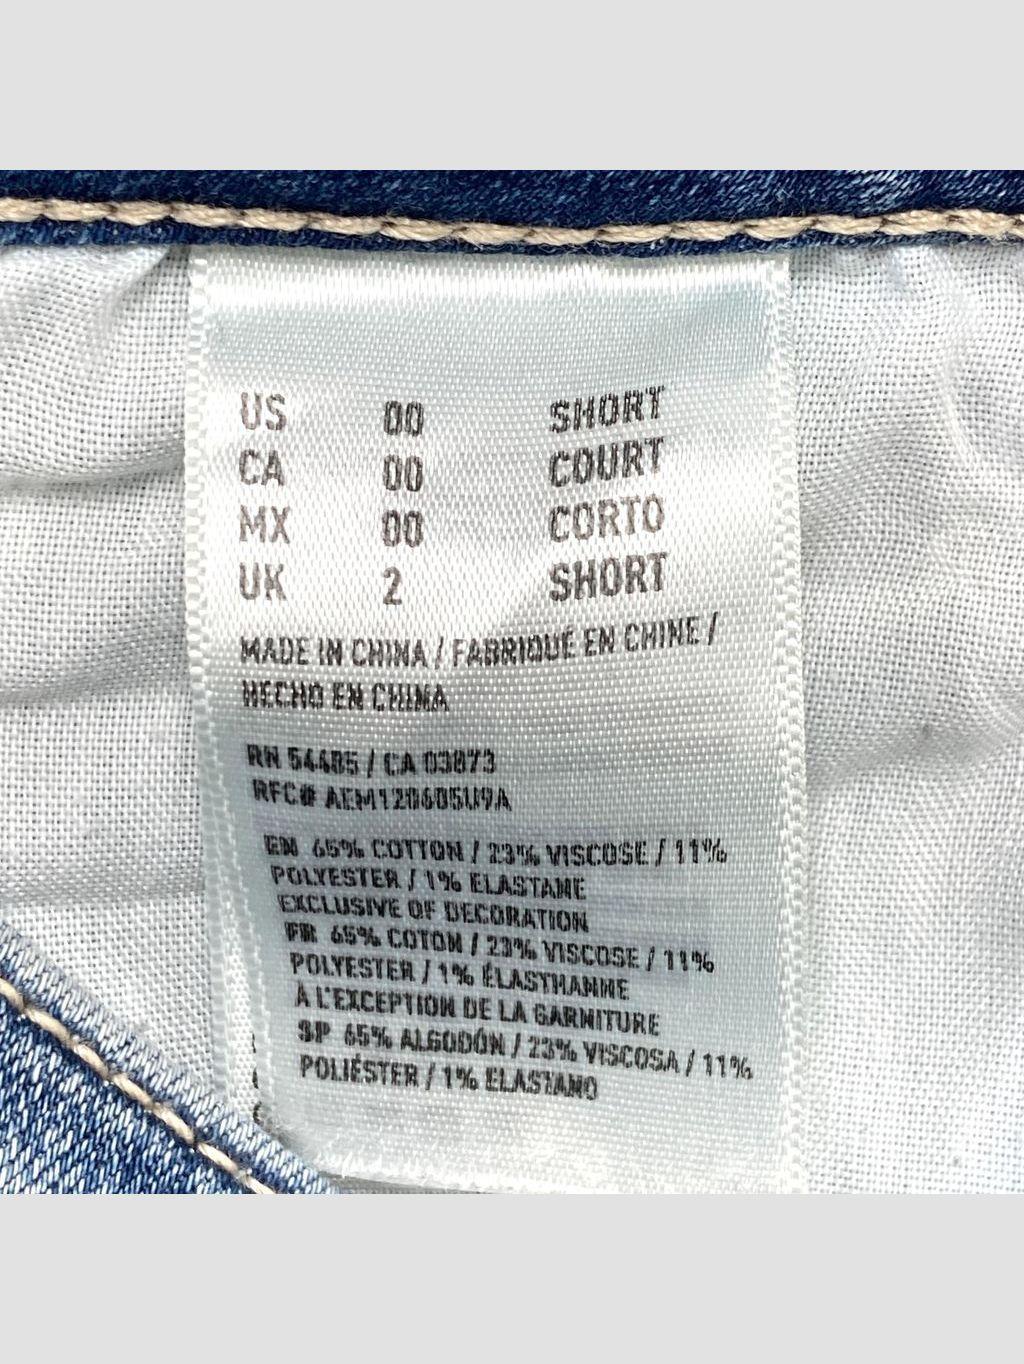 US 00 SHORT
CA 00 COURT
MX 00 CORTO
UK 2 SHORT
MADE IN CHINA / FABRIQUÉ EN CHINE /
HECHO EN CHINA
RN 54485 / CA 03873
RFC# AEM120605U9A
EN 65% COTTON / 23% VISCOSE / 11%
POLYESTER / 1% ELASTANE
EXCLUSIVE OF DECORATION
FR 65% COTON / 23% VISCOSE / 11%
POLYESTER / 1% ÉLASTHANNE
À L'EXCEPTION DE LA GARNITURE
SP 65% ALGODÓN / 23% VISCOSA / 11%
POLIÉSTER / 1% ELASTANO